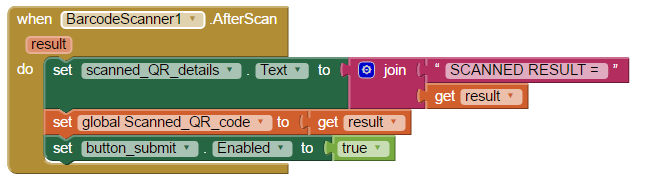 when BarcodeScanner1 .AfterScan
result
do set scanned_QR_details . Text to join " SCANNED RESULT = "
get result
set global Scanned_QR_code to get result
set button_submit . Enabled to true